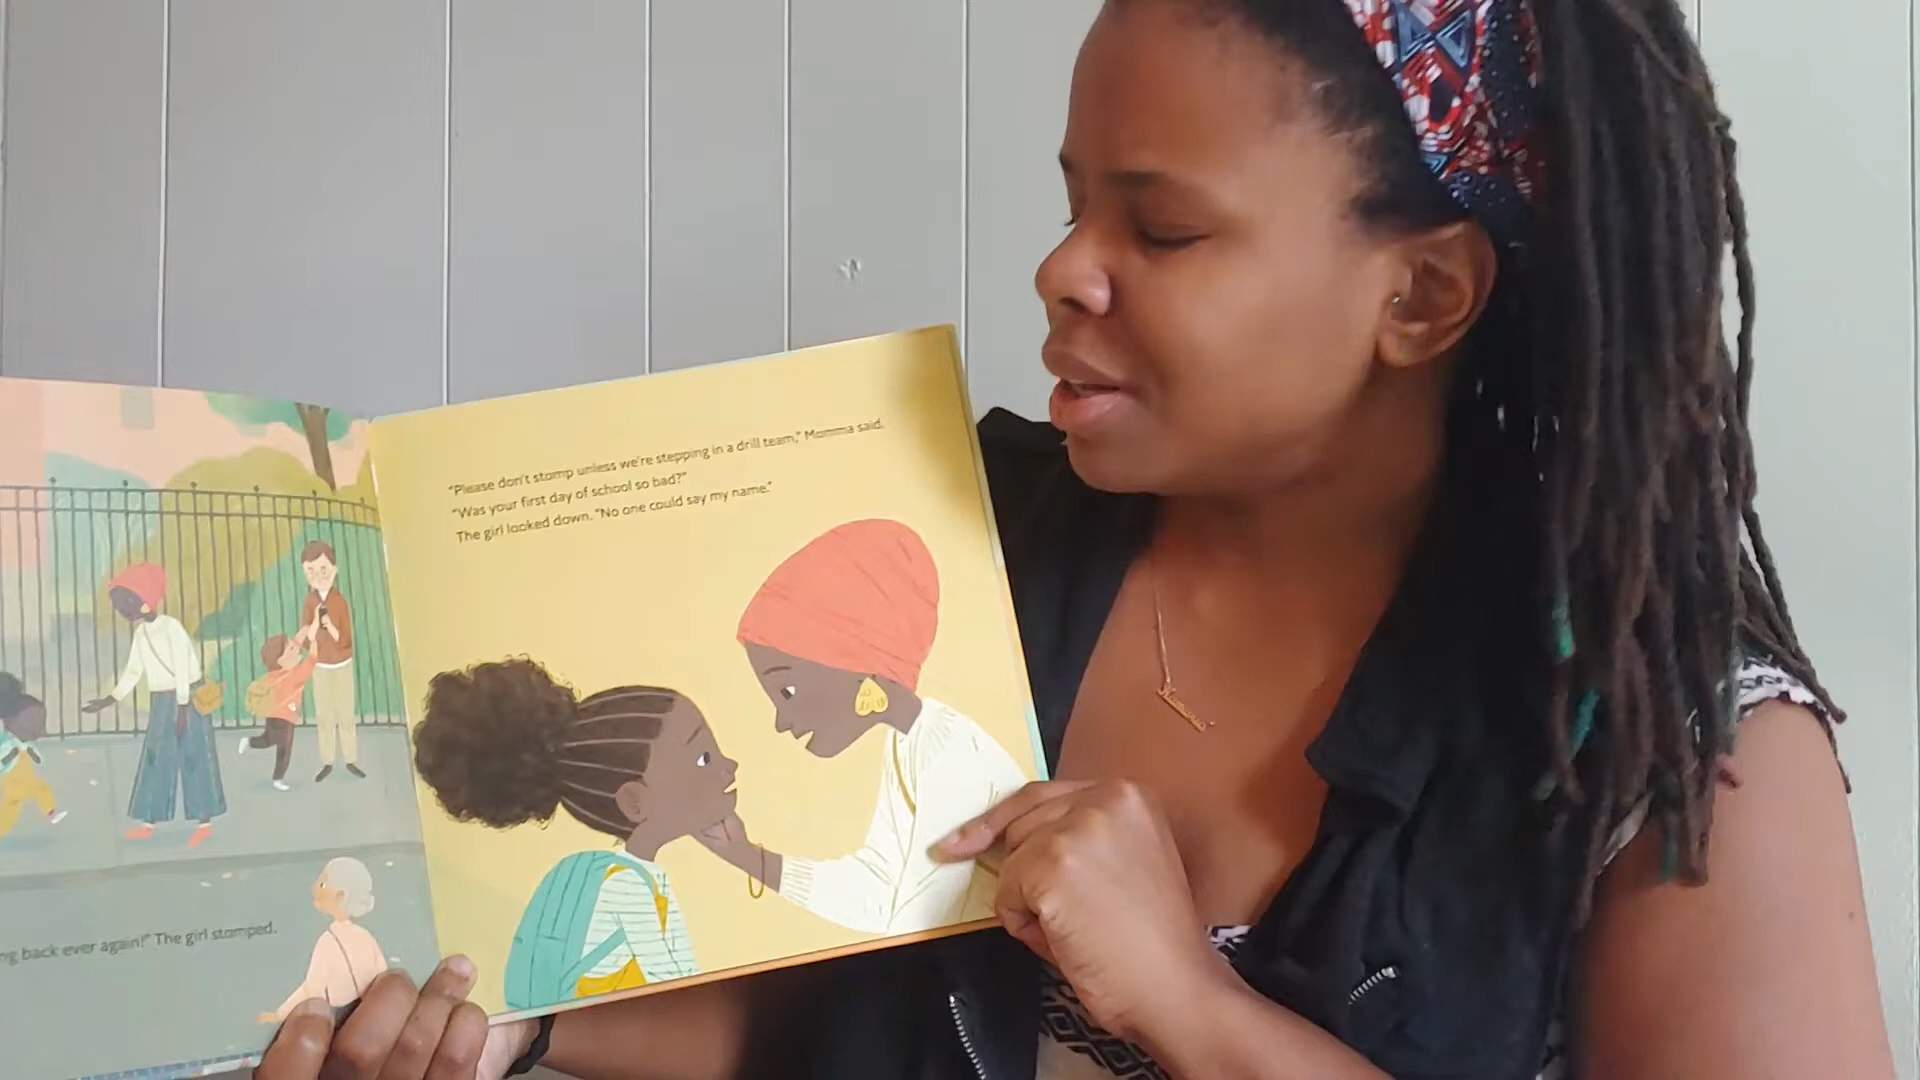 ng back ever again!" The girl stomped.
"Please don't stomp unless we're stepping in a drill team," Momma said.
"Was your first day of school so bad?"
The girl looked down. "No one could say my name."